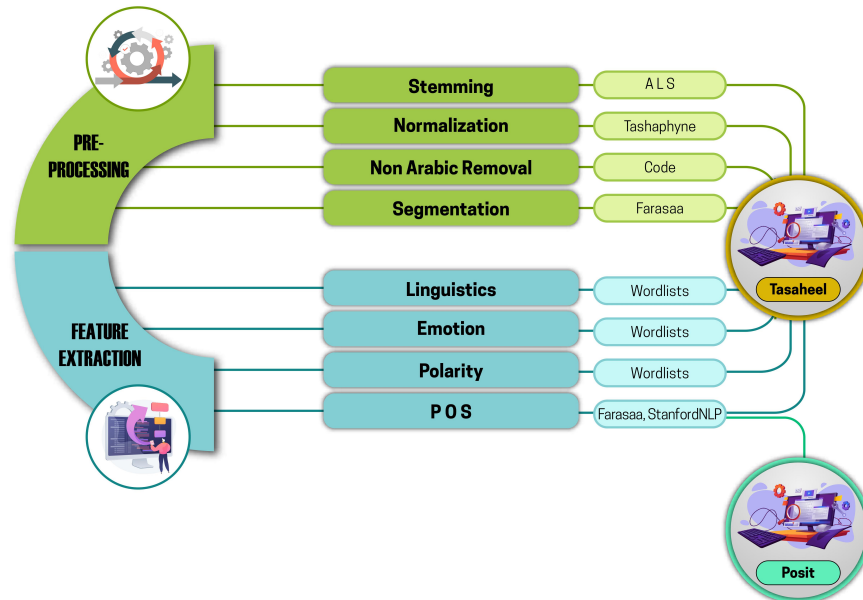 PRE-
PROCESSING
Stemming
A L S
Normalization
Tashaphyne
Non Arabic Removal
Code
Segmentation
Farasaa
Tasaheel
FEATURE
EXTRACTION
Linguistics
Wordlists
Emotion
Wordlists
Polarity
Wordlists
P O S
Farasaa, StanfordNLP
Posit